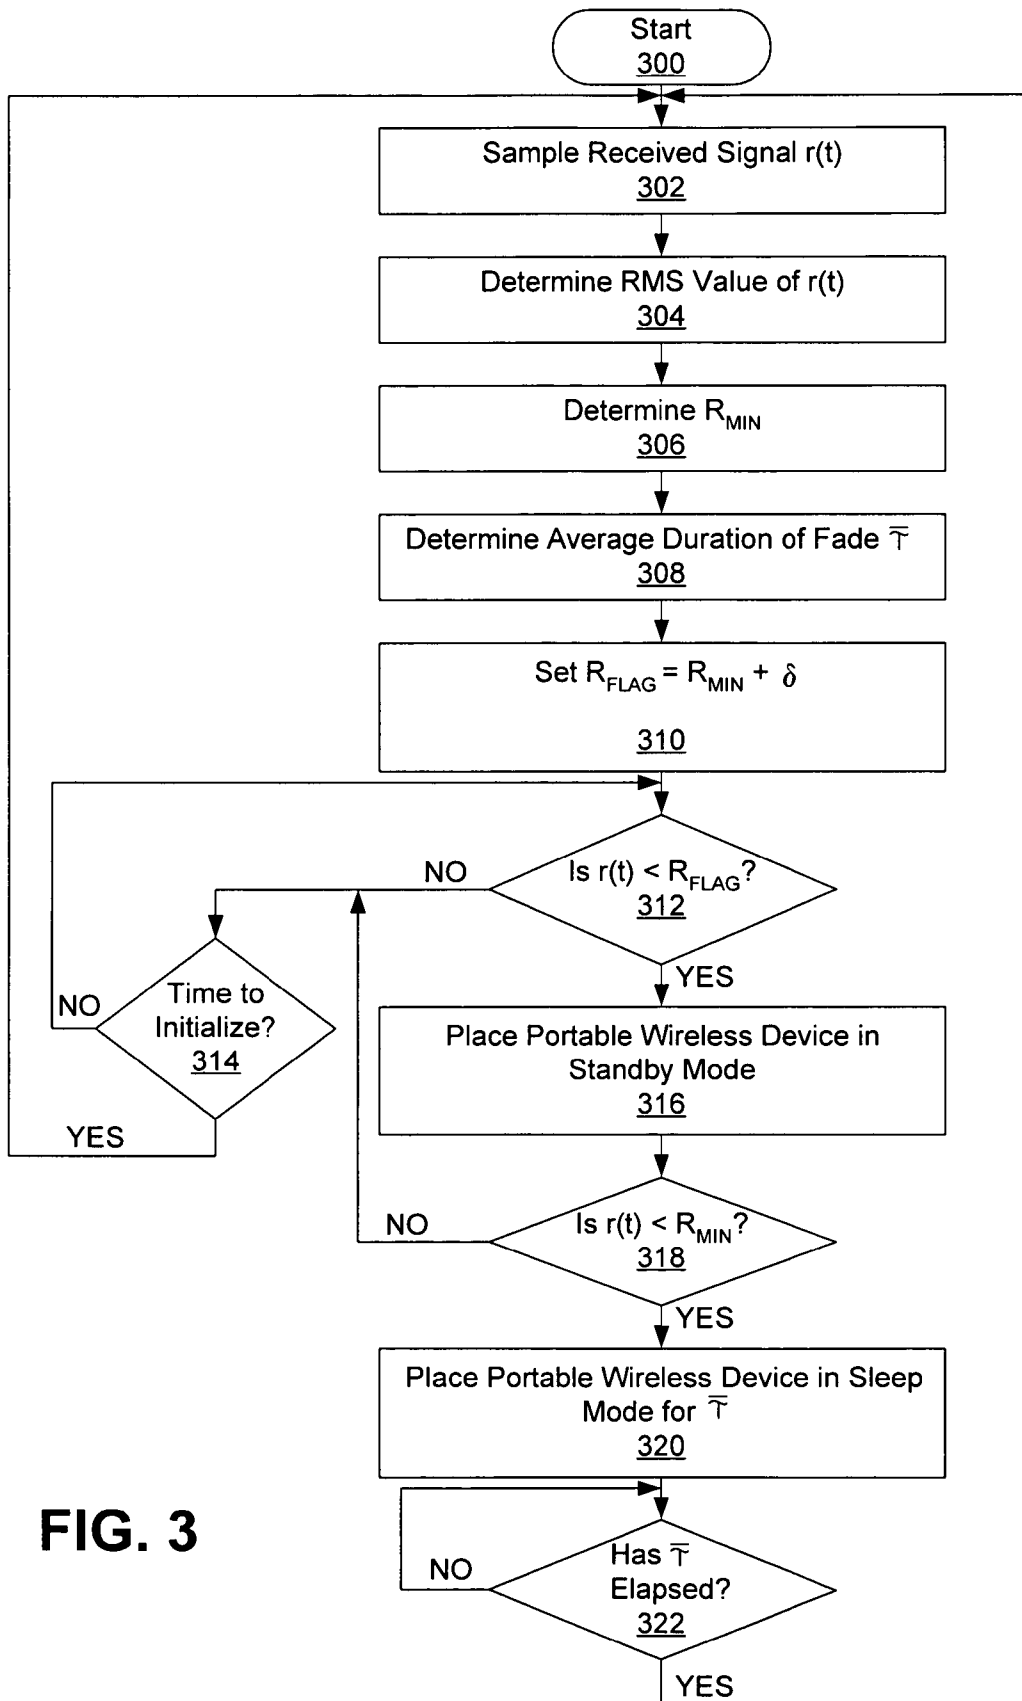 Start
300
Sample Received Signal r(t)
302
Determine RMS Value of r(t)
304
Determine R_MIN
306
Determine Average Duration of Fade τ̅
308
Set R_FLAG = R_MIN + δ
310
Is r(t) < R_FLAG?
312
NO
YES
Time to
Initialize?
314
NO
YES
Place Portable Wireless Device in
Standby Mode
316
Is r(t) < R_MIN?
318
NO
YES
Place Portable Wireless Device in Sleep
Mode for τ̅
320
Has τ̅
Elapsed?
322
NO
YES
FIG. 3